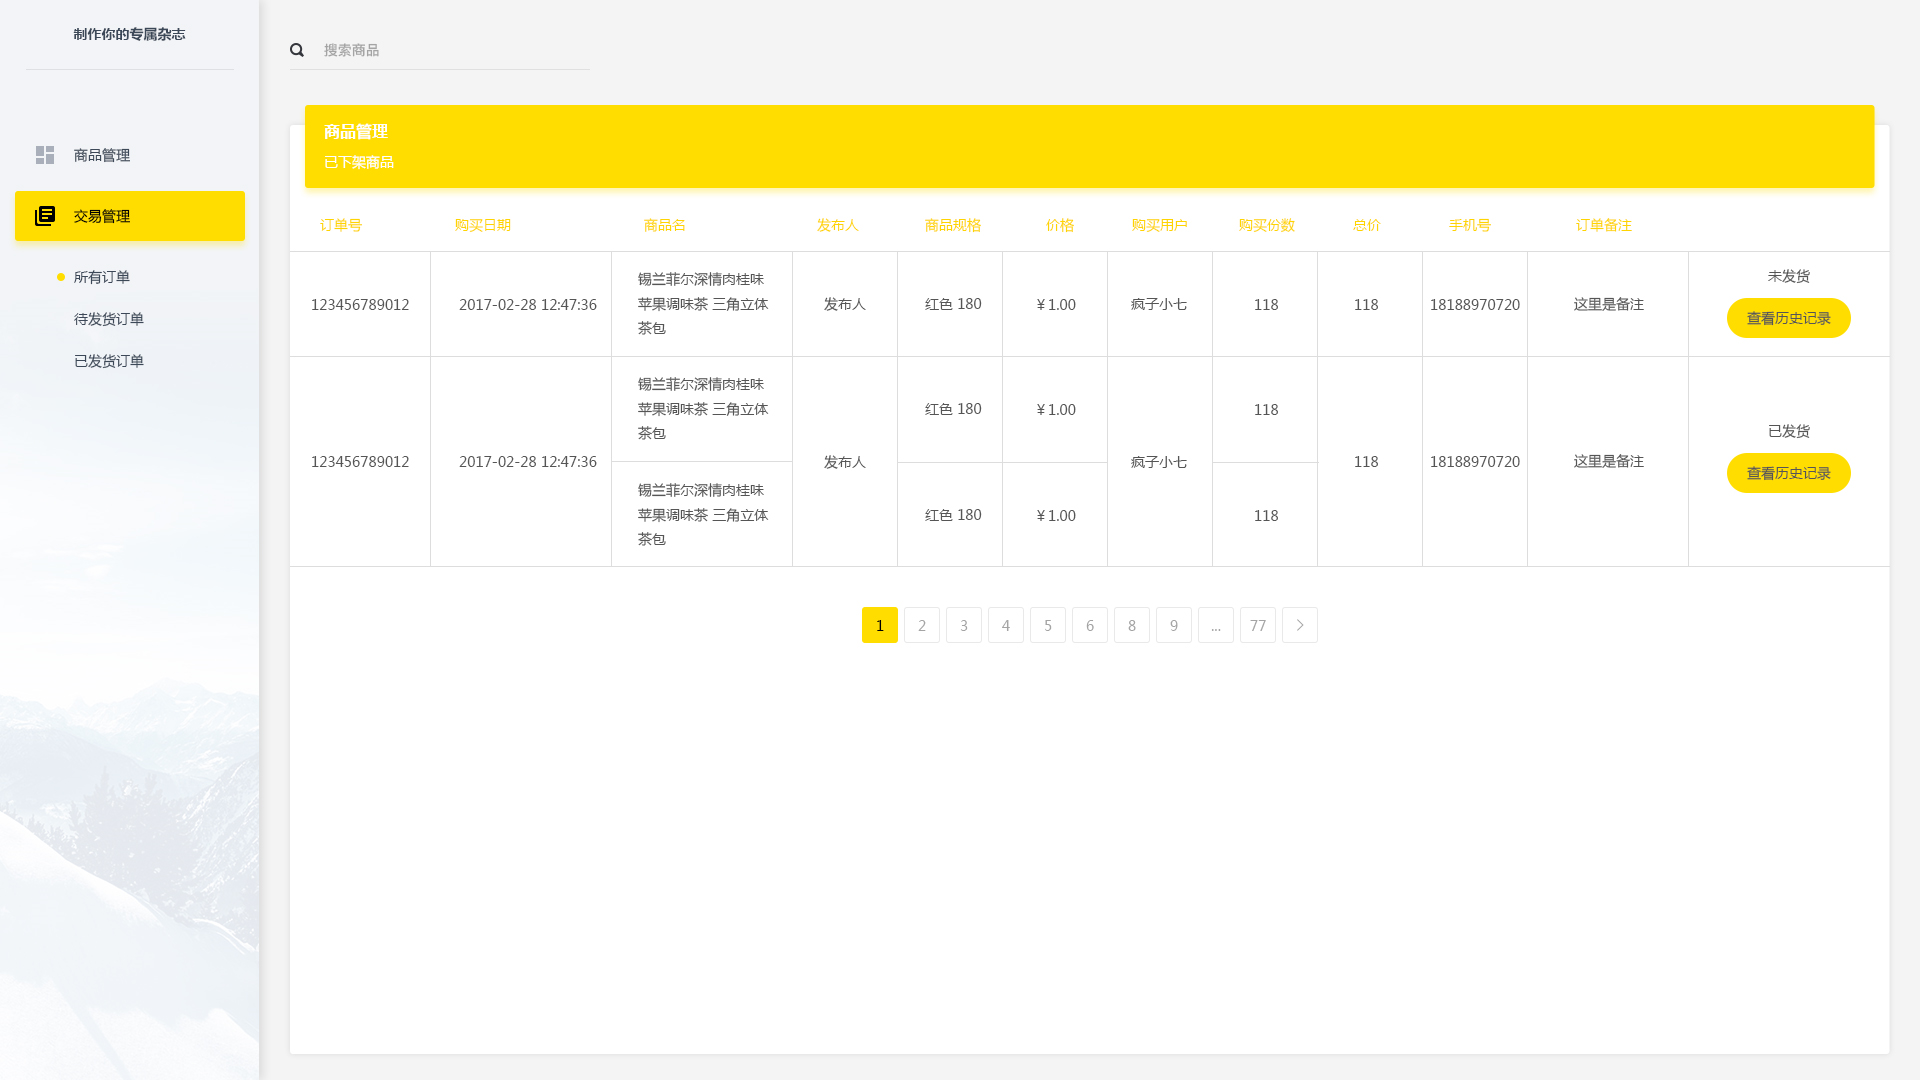 制作你的专属杂志
商品管理
交易管理
所有订单
待发货订单
已发货订单
搜索商品
商品管理
已下架商品
订单号 购买日期 商品名 发布人 商品规格 价格 购买用户 购买份数 总价 手机号 订单备注
123456789012 2017-02-28 12:47:36 锡兰菲尔深情肉桂味 发布人 红色 180 ¥1.00 疯子小七 118 118 18188970720 这里是备注 未发货
苹果调味茶 三角立体
茶包
查看历史记录
锡兰菲尔深情肉桂味
苹果调味茶 三角立体
茶包
红色 180 ¥1.00 118
123456789012 2017-02-28 12:47:36 发布人 疯子小七 118 18188970720 这里是备注 已发货
查看历史记录
锡兰菲尔深情肉桂味
苹果调味茶 三角立体
茶包
红色 180 ¥1.00 118
1 2 3 4 5 6 8 9 ... 77 >